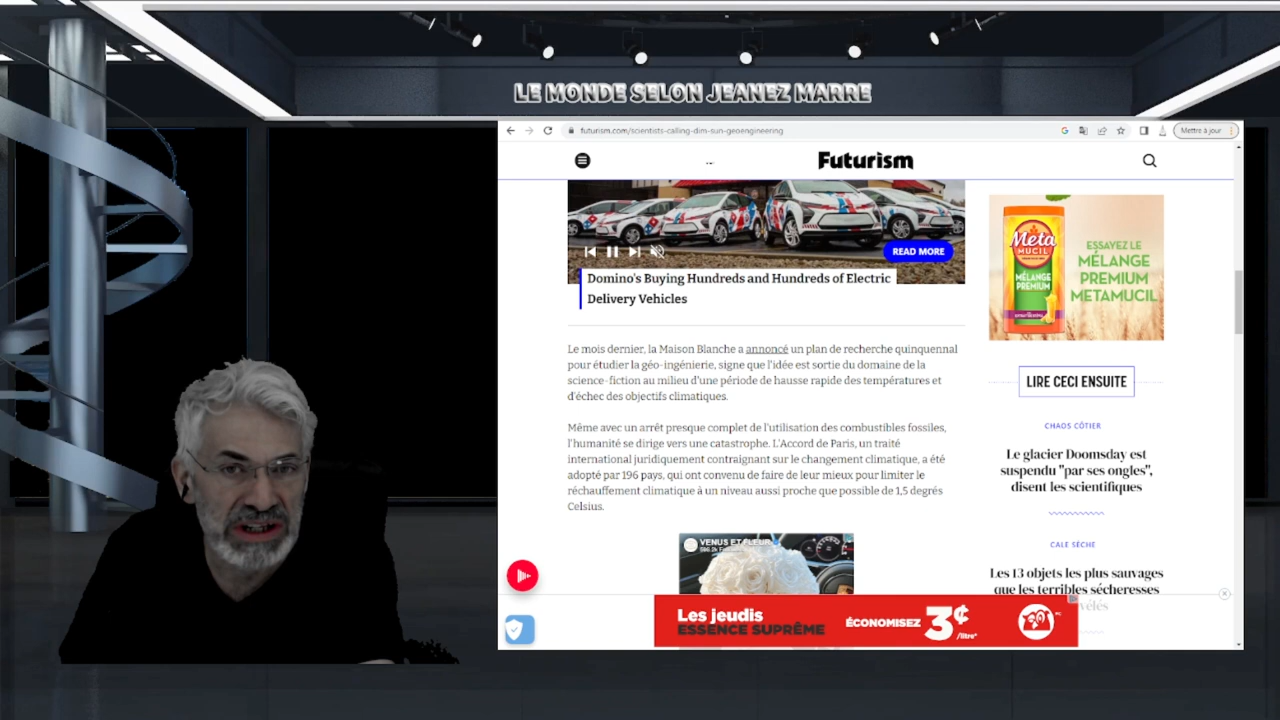 LE MONDE SELON JEANEZ MARRE
futurism.com/scientists-calling-dim-sun-geoengineering
Mettre à jour
Futurism
READ MORE
Domino's Buying Hundreds and Hundreds of Electric
Delivery Vehicles
Le mois dernier, la Maison Blanche a annoncé un plan de recherche quinquennal
pour étudier la géo-ingénierie, signe que l'idée est sortie du domaine de la
science-fiction au milieu d'une période de hausse rapide des températures et
d'échec des objectifs climatiques.
Même avec un arrêt presque complet de l'utilisation des combustibles fossiles,
l'humanité se dirige vers une catastrophe. L'Accord de Paris, un traité
international juridiquement contraignant sur le changement climatique, a été
adopté par 196 pays, qui ont convenu de faire de leur mieux pour limiter le
réchauffement climatique à un niveau aussi proche que possible de 1,5 degrés
Celsius.
VENUS ET FLEUR
Meta
MUCIL
MÉLANGE
PREMIUM
ESSAYEZ LE
MÉLANGE
PREMIUM
METAMUCIL
LIRE CECI ENSUITE
CHAOS CÔTIER
Le glacier Doomsday est
suspendu "par ses ongles",
disent les scientifiques
CALE SÈCHE
Les 13 objets les plus sauvages
que les terribles sécheresses
Les jeudis
ESSENCE SUPRÊME
ÉCONOMISEZ
3¢
/litre*